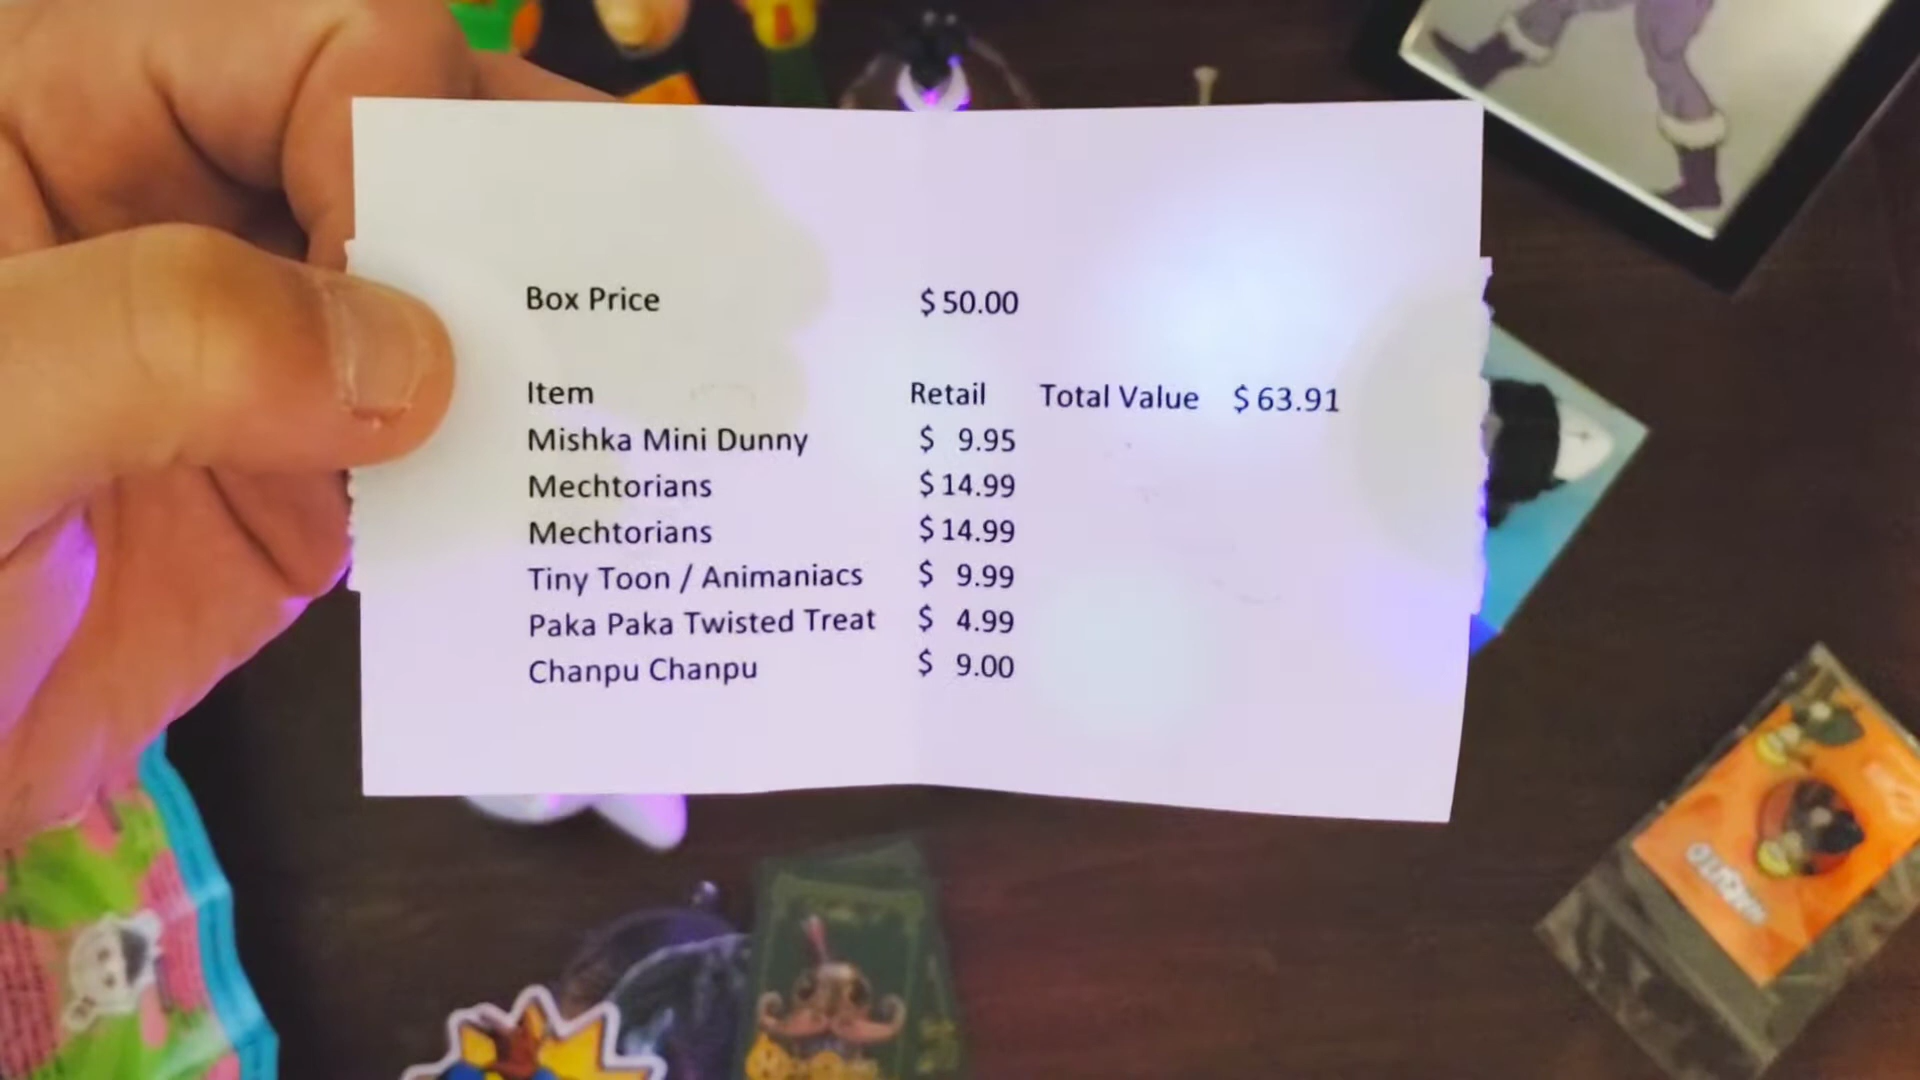 Box Price $ 50.00
Item Retail Total Value $ 63.91
Mishka Mini Dunny $ 9.95
Mechtorians $ 14.99
Mechtorians $ 14.99
Tiny Toon / Animaniacs $ 9.99
Paka Paka Twisted Treat $ 4.99
Chanpu Chanpu $ 9.00